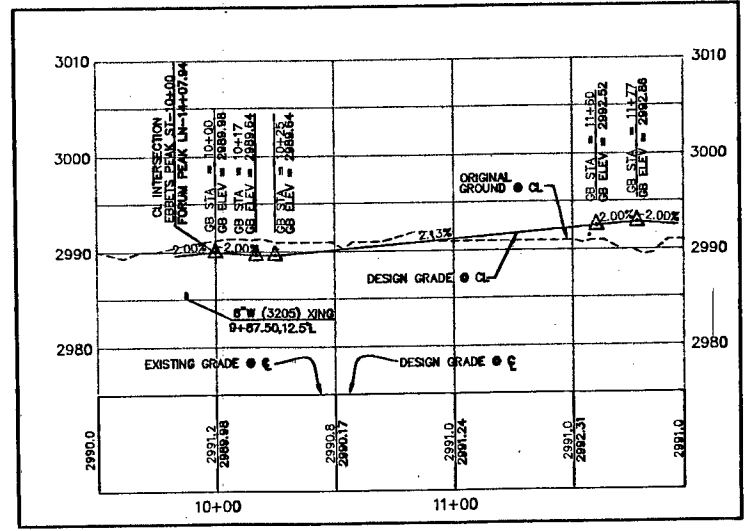 3010
3010
CL INTERSECTION
EBBETS PEAK ST-10+00
FORUM PEAK LN-14+07.94
GB STA = 10+00
GB ELEV = 2989.98
GB STA = 10+17
GB ELEV = 2989.64
GB STA = 10+25
GB ELEV = 2989.64
GB STA = 11+60
GB ELEV = 2992.52
GB STA = 11+77
GB ELEV = 2992.86
3000
3000
ORIGINAL
GROUND @ CL
2.00%
2.00%
2.13%
2.00%
-2.00%
2990
2990
DESIGN GRADE @ CL
8"W (3205) XING
9+87.50,12.5'L
2980
2980
EXISTING GRADE @ ℄
DESIGN GRADE @ ℄
2990.0
2991.2
2989.98
2990.8
2990.17
2991.0
2991.24
2991.0
2992.31
2991.0
10+00
11+00